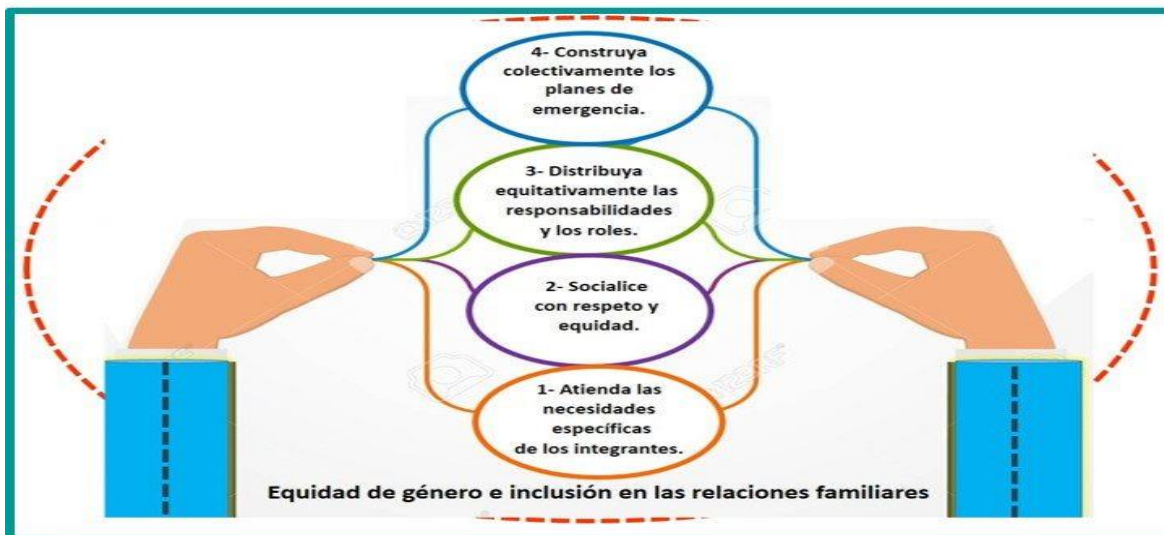 4- Construya
colectivamente los
planes de
emergencia.
3- Distribuya
equitativamente las
responsabilidades
y los roles.
2- Socialice
con respeto y
equidad.
1- Atienda las
necesidades
específicas
de los integrantes.
Equidad de género e inclusión en las relaciones familiares